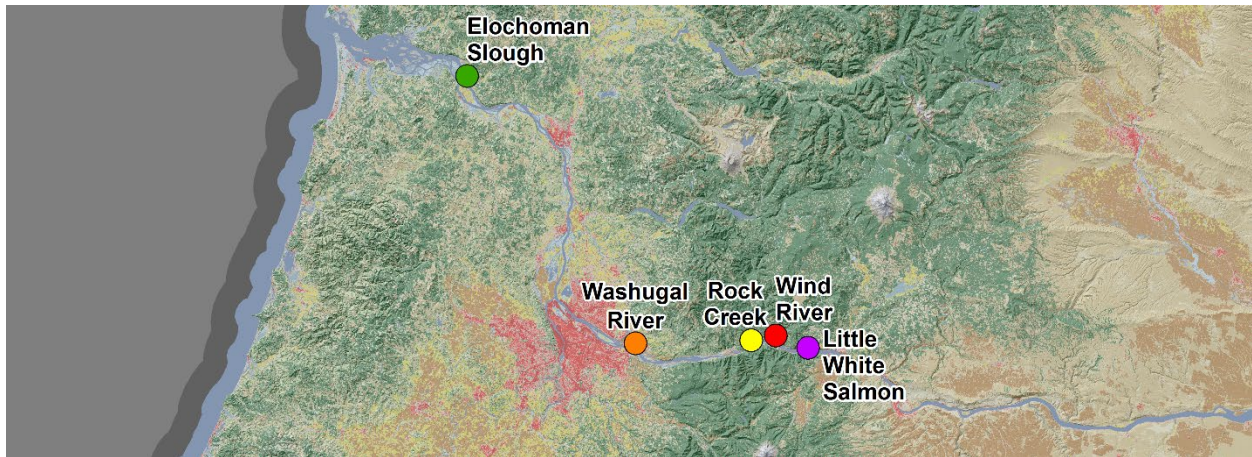 Elochoman
Slough
Washugal
River
Rock
Creek
Wind
River
Little
White
Salmon